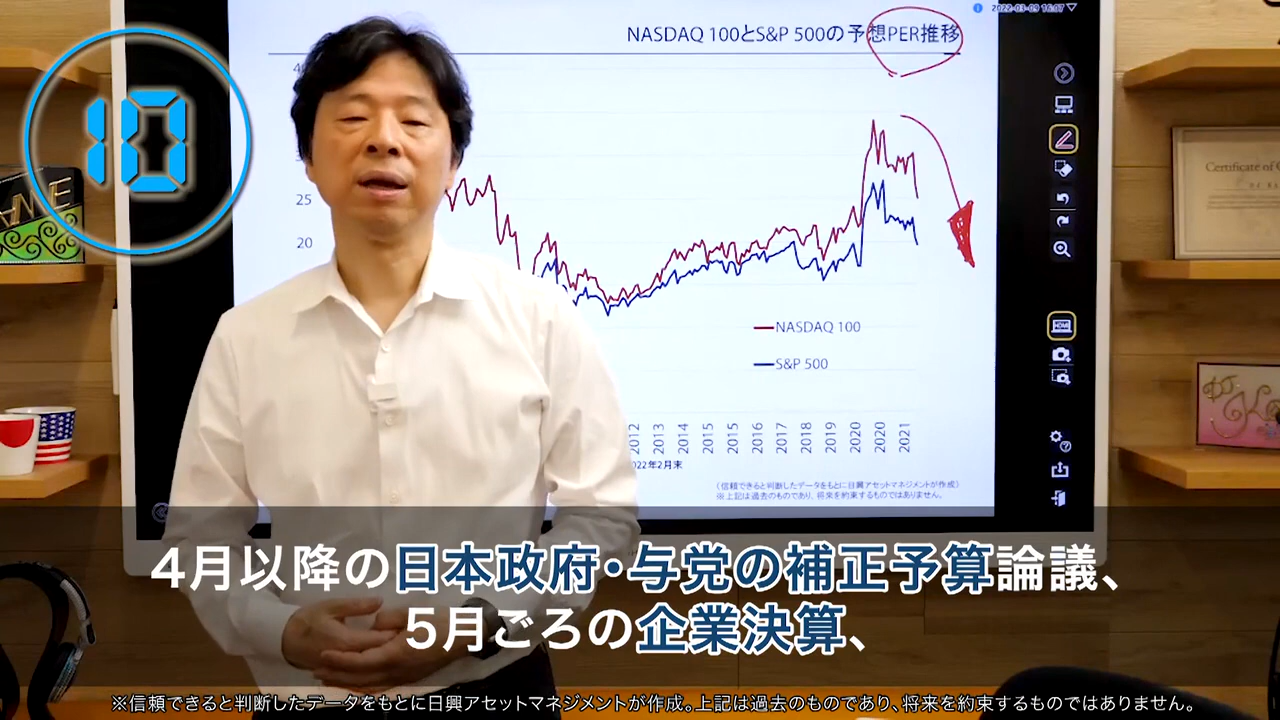 2022-03-09 16:07
NASDAQ 100とS&P 500の予想PER推移
10
25
20
NASDAQ 100
S&P 500
2012
2013
2014
2015
2015
2016
2017
2018
2019
2020
2020
2021
022年2月末
（信頼できると判断したデータをもとに日興アセットマネジメントが作成）
※上記は過去のものであり、将来を約束するものではありません。
Certificate of
HDMI
4月以降の日本政府・与党の補正予算論議、
5月ごろの企業決算、
※信頼できると判断したデータをもとに日興アセットマネジメントが作成。上記は過去のものであり、将来を約束するものではありません。